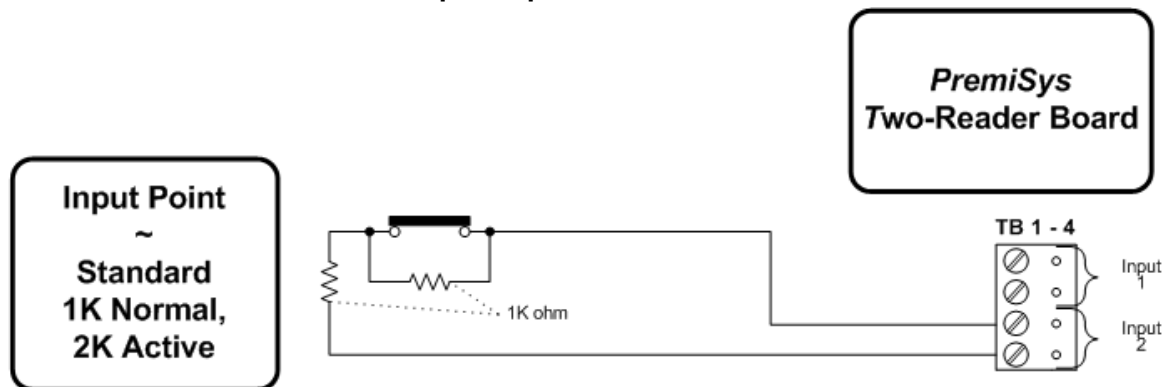 PremiSys
Two-Reader Board
Input Point
~
Standard
1K Normal,
2K Active
TB 1 - 4
Input
1
1K ohm
Input
2